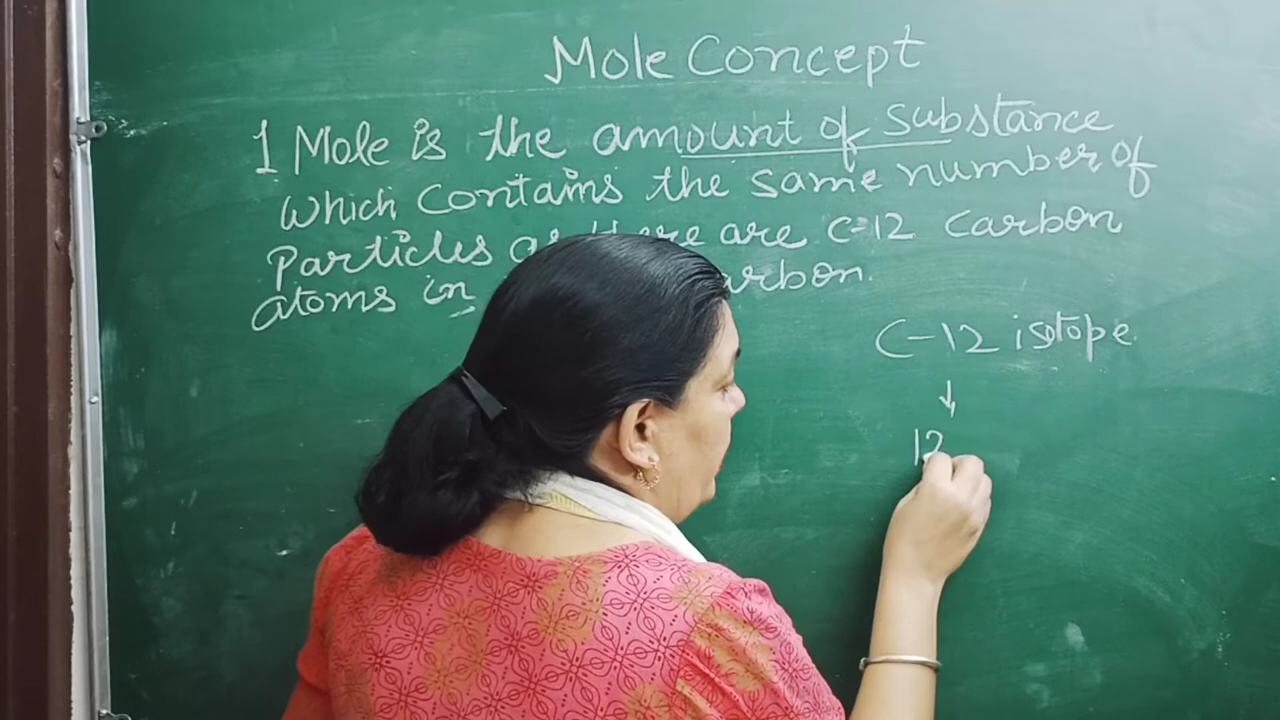 Mole Concept
1 Mole is the amount of substance
which contains the same number of
Particles as there are C-12 carbon
atoms in
C-12 isotope.
↓
12